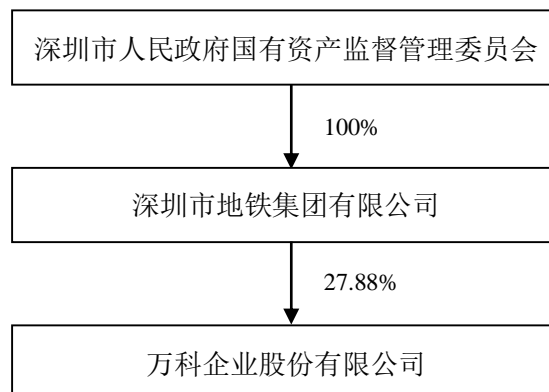 深圳市人民政府国有资产监督管理委员会
100%
深圳市地铁集团有限公司
27.88%
万科企业股份有限公司